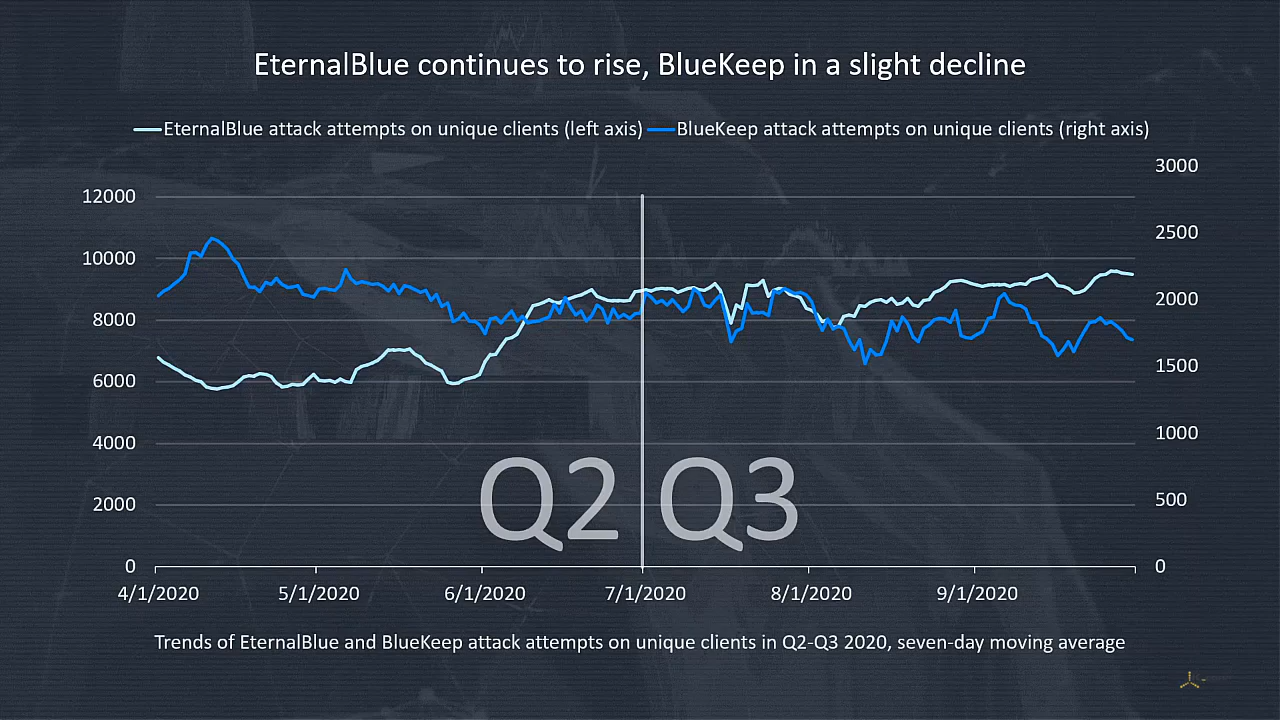 EternalBlue continues to rise, BlueKeep in a slight decline
EternalBlue attack attempts on unique clients (left axis) BlueKeep attack attempts on unique clients (right axis)
3000
12000
2500
10000
2000
8000
1500
6000
1000
4000
Q2 Q3
500
2000
0 0
4/1/2020 5/1/2020 6/1/2020 7/1/2020 8/1/2020 9/1/2020
Trends of EternalBlue and BlueKeep attack attempts on unique clients in Q2-Q3 2020, seven-day moving average